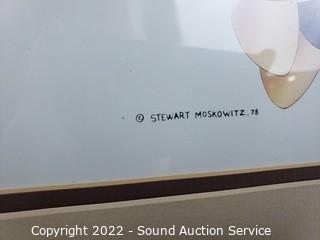 © STEWART MOSKOWITZ. 78
Copyright 2022 - Sound Auction Service